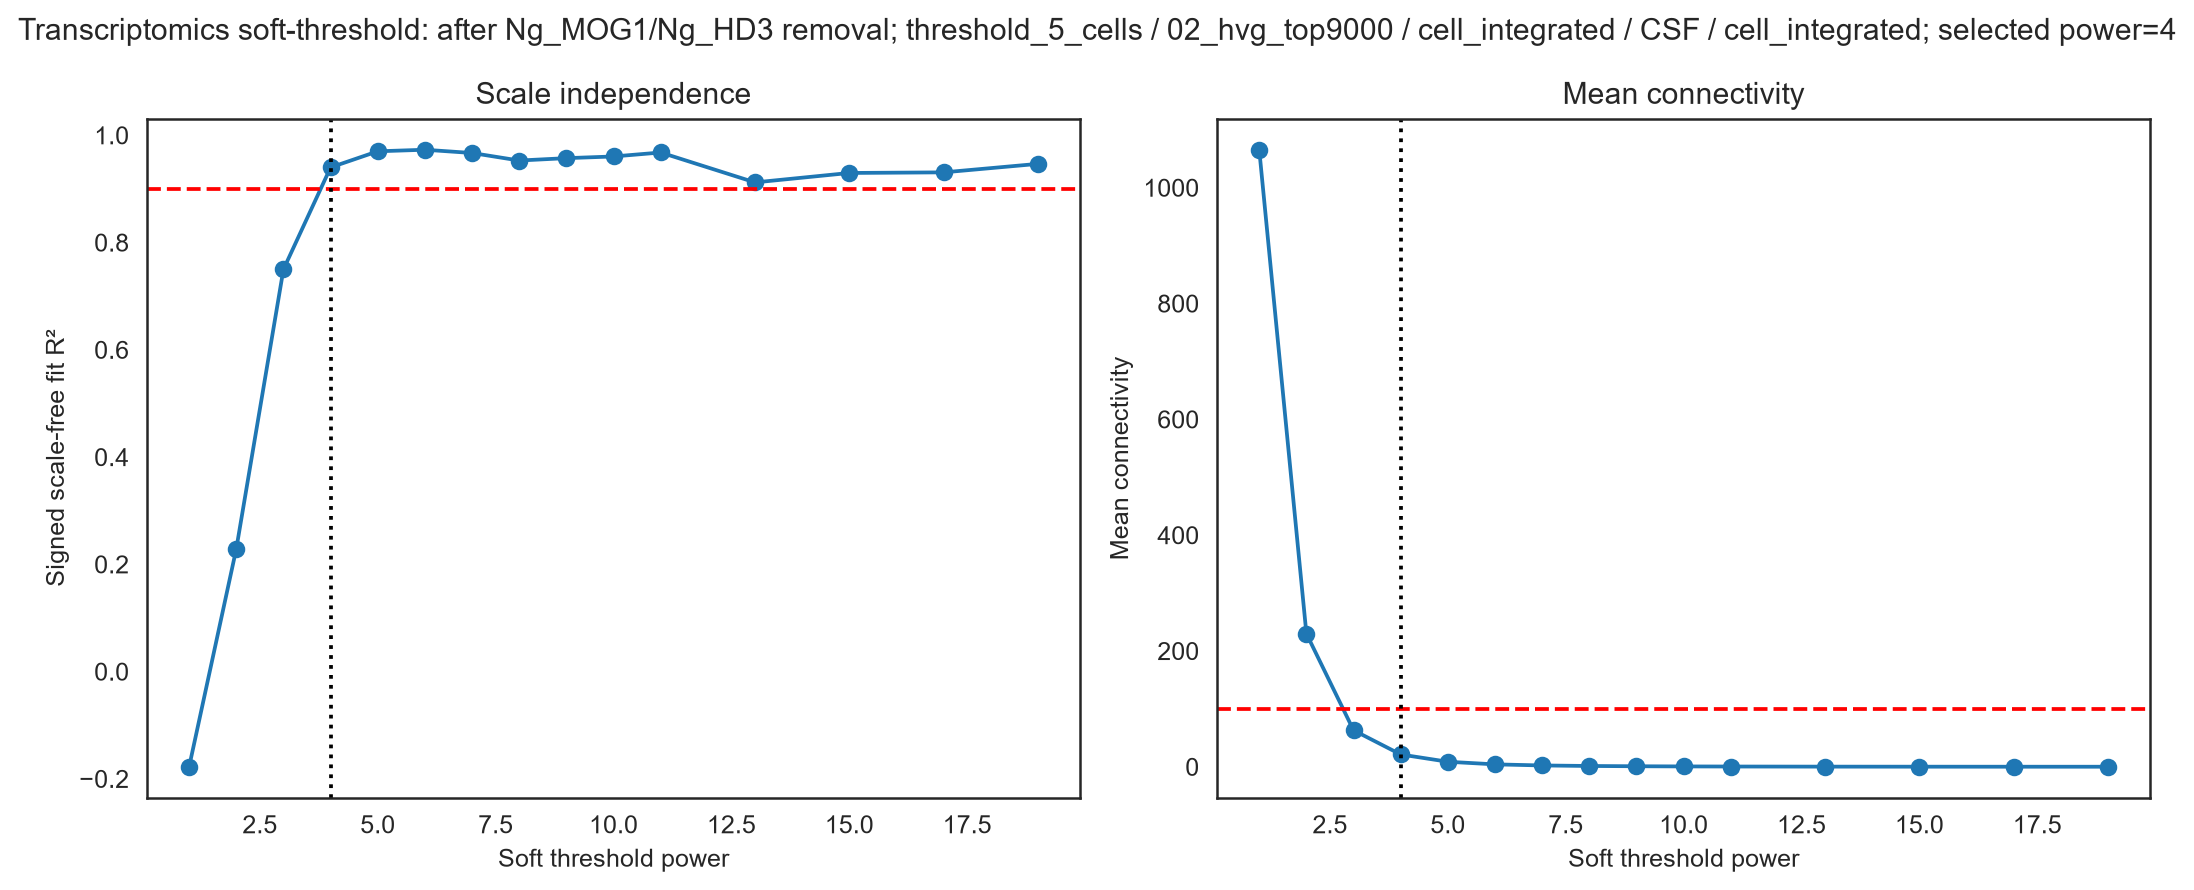 Transcriptomics soft-threshold: after Ng_MOG1/Ng_HD3 removal; threshold_5_cells / 02_hvg_top9000 / cell_integrated / CSF / cell_integrated; selected power=4
Scale independence
1.0
0.8
0.6
0.4
0.2
0.0
−0.2
Signed scale-free fit R²
2.5 5.0 7.5 10.0 12.5 15.0 17.5
Soft threshold power
Mean connectivity
1000
800
600
400
200
0
Mean connectivity
2.5 5.0 7.5 10.0 12.5 15.0 17.5
Soft threshold power